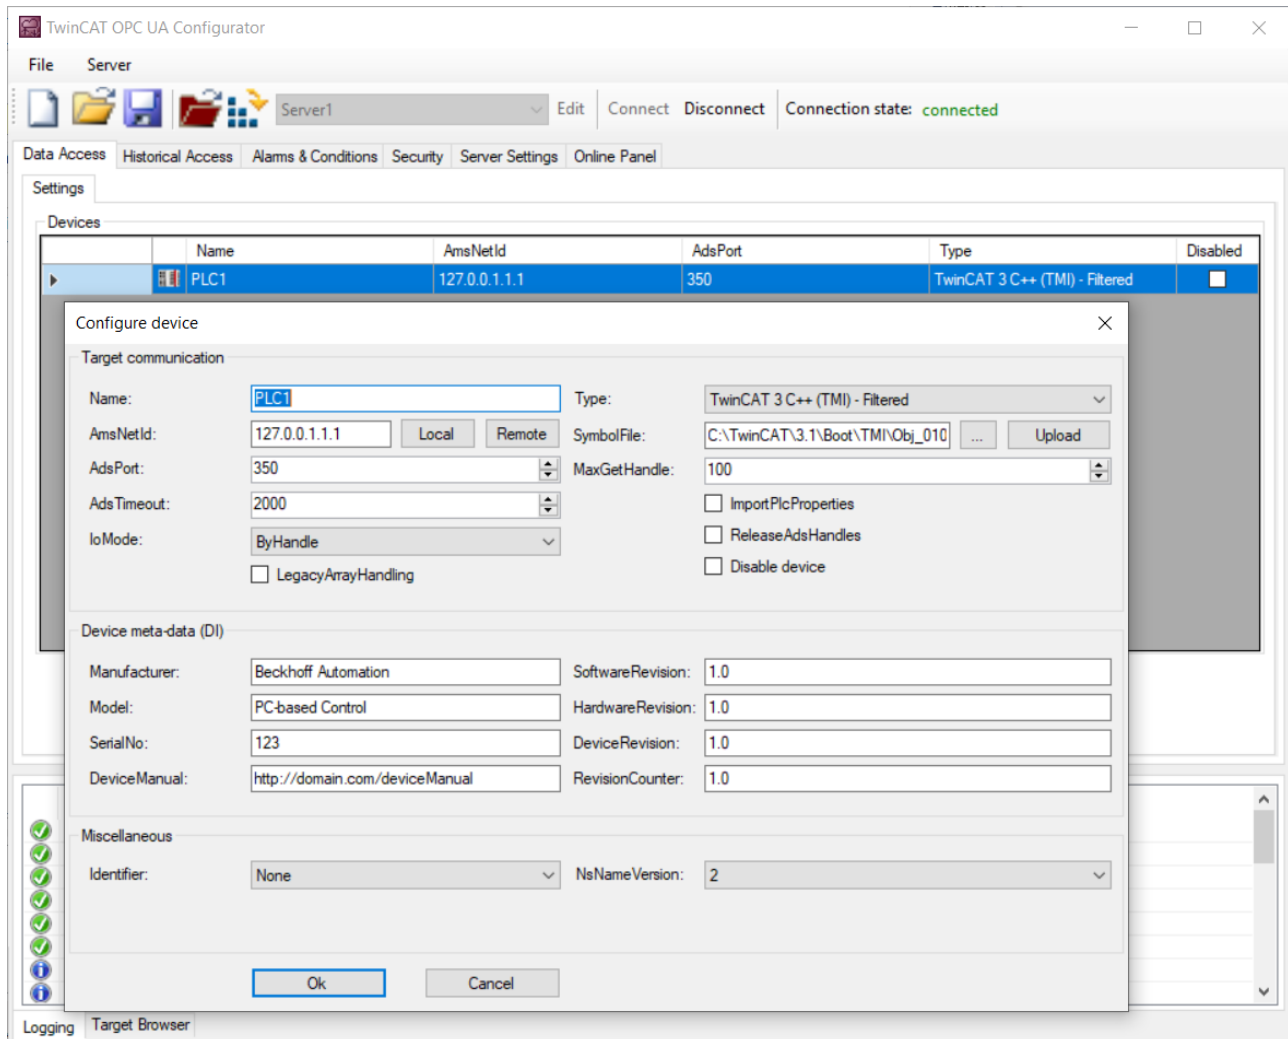 TwinCAT OPC UA Configurator
File Server
Server1 Edit Connect Disconnect Connection state: connected
Data Access Historical Access Alarms & Conditions Security Server Settings Online Panel
Settings
Devices
Name AmsNetId AdsPort Type Disabled
PLC1 127.0.0.1.1.1 350 TwinCAT 3 C++ (TMI) - Filtered
Configure device
Target communication
Name: PLC1 Type: TwinCAT 3 C++ (TMI) - Filtered
AmsNetId: 127.0.0.1.1.1 Local Remote SymbolFile: C:\TwinCAT\3.1\Boot\TMI\Obj_010 ... Upload
AdsPort: 350 MaxGetHandle: 100
AdsTimeout: 2000 ImportPlcProperties
IoMode: ByHandle ReleaseAdsHandles
LegacyArrayHandling Disable device
Device meta-data (DI)
Manufacturer: Beckhoff Automation SoftwareRevision: 1.0
Model: PC-based Control HardwareRevision: 1.0
SerialNo: 123 DeviceRevision: 1.0
DeviceManual: http://domain.com/deviceManual RevisionCounter: 1.0
Miscellaneous
Identifier: None NsNameVersion: 2
Ok Cancel
Logging Target Browser